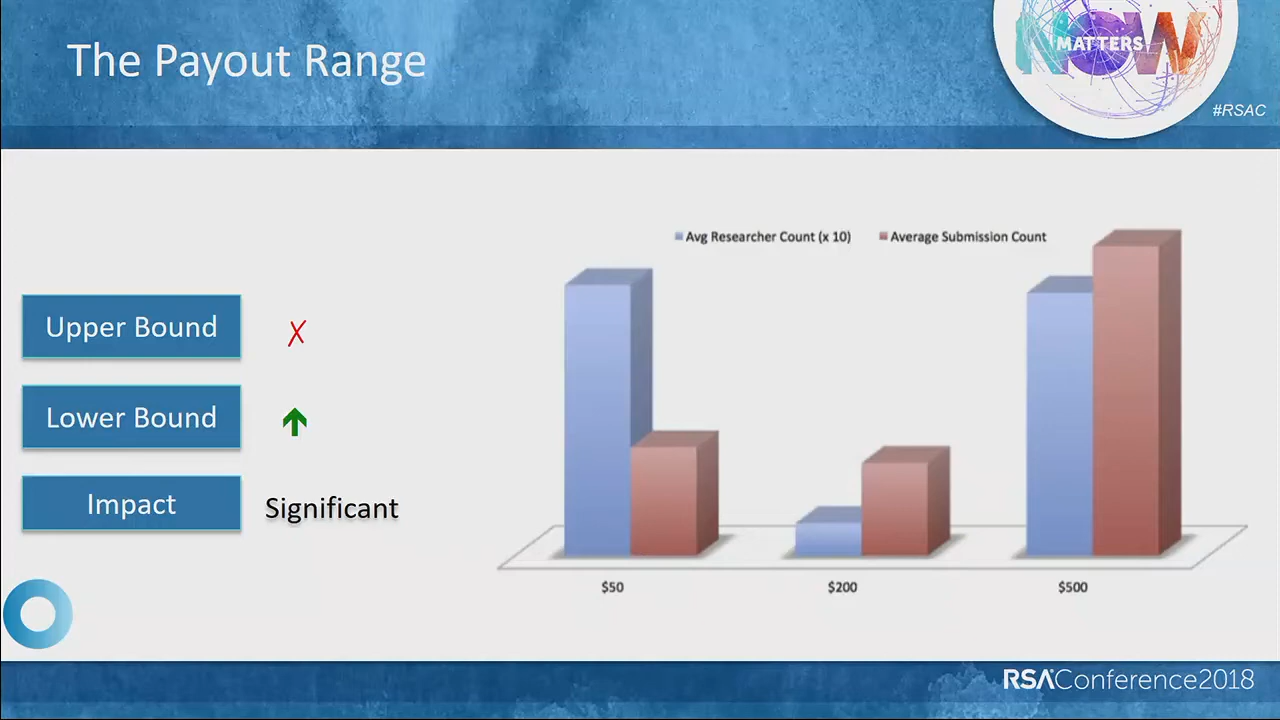 The Payout Range
NOW
MATTERS
#RSAC
Avg Researcher Count (x 10)
Average Submission Count
Upper Bound
Lower Bound
Impact
Significant
$50
$200
$500
RSAConference2018